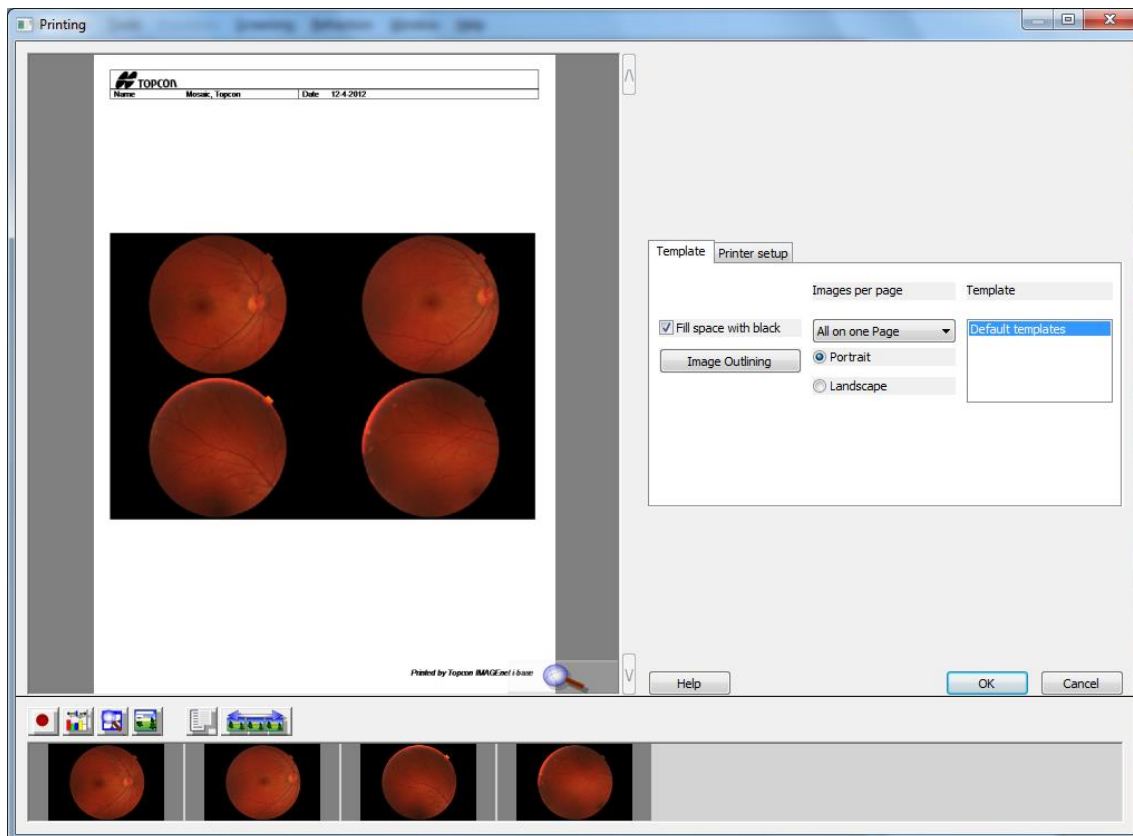 Printing
TOPCON
Name Mosaic, Topcon Date 12-4-2012
Template Printer setup
Images per page Template
Fill space with black All on one Page Default templates
Image Outlining Portrait
Landscape
Printed by Topcon IMAGEnet i-base
Help OK Cancel